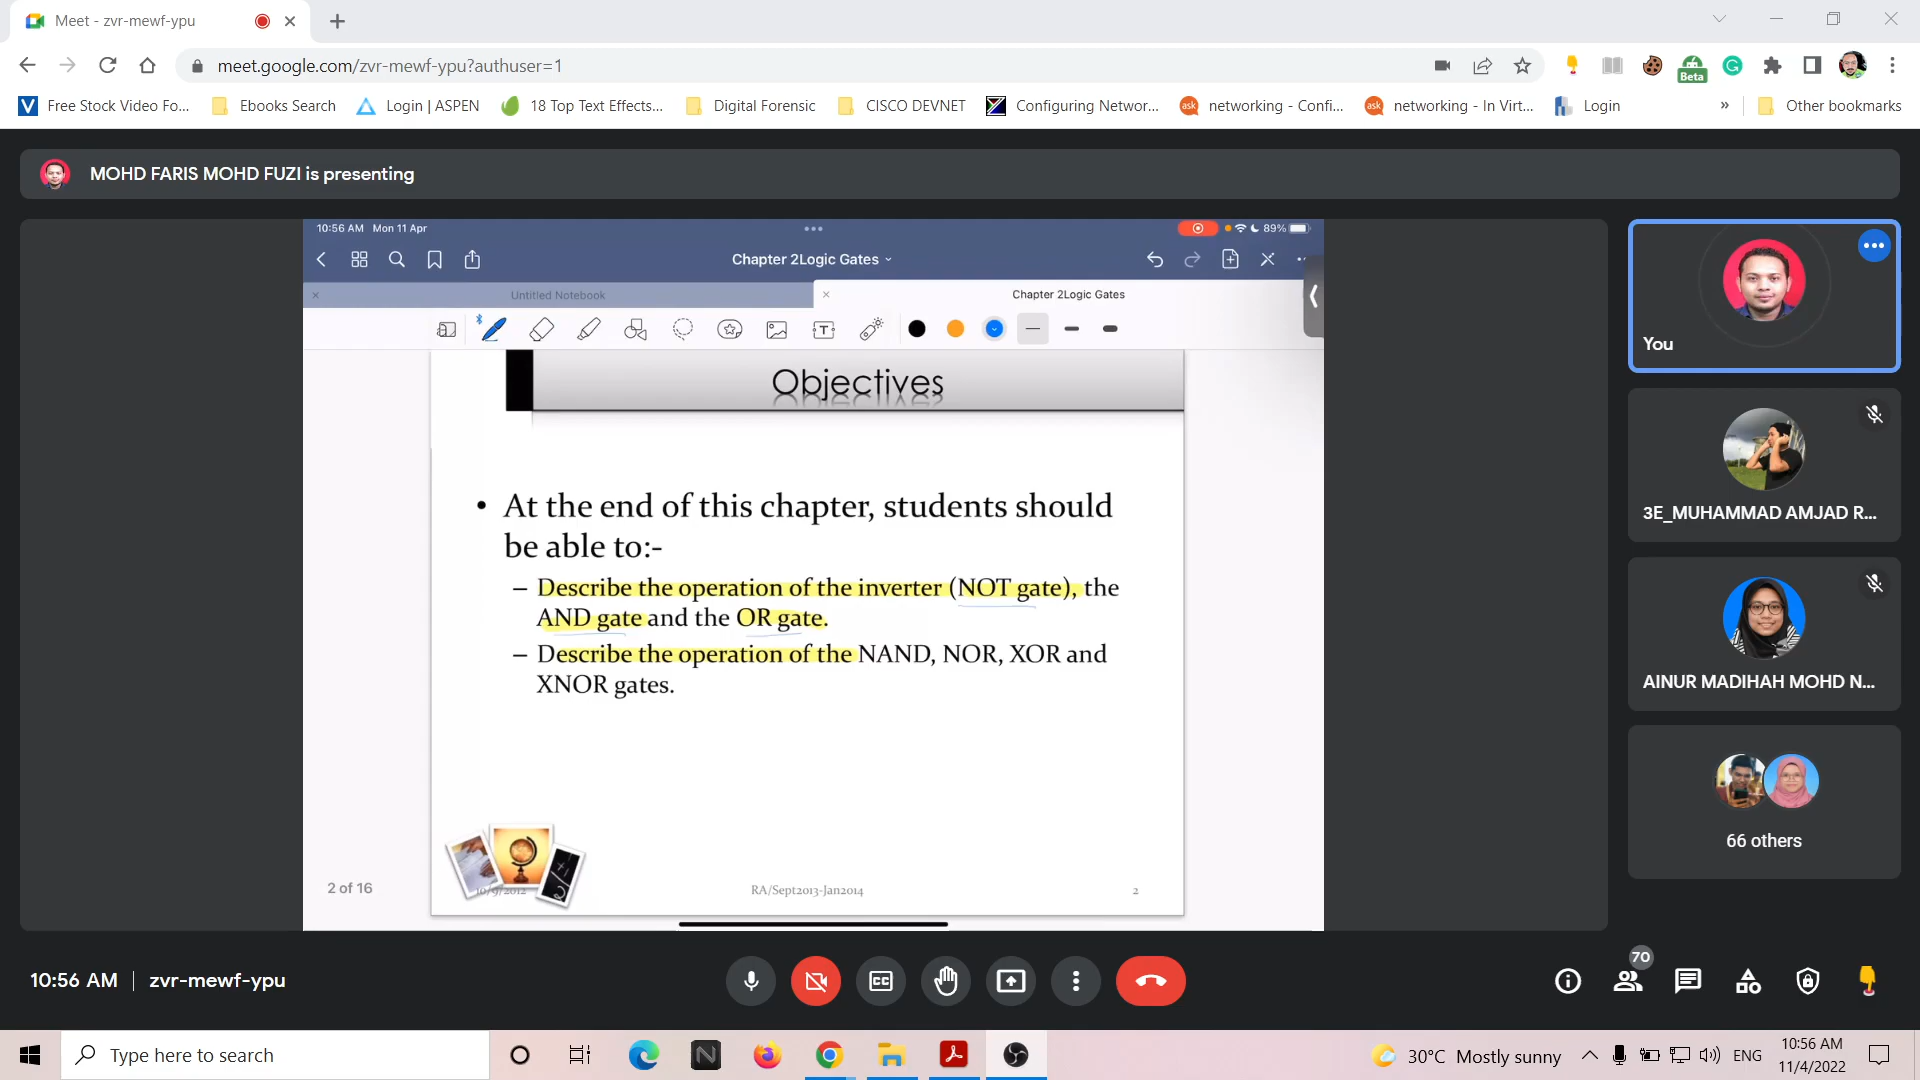 Meet - zvr-mewf-ypu
meet.google.com/zvr-mewf-ypu?authuser=1
Beta
Free Stock Video Fo...
Ebooks Search
Login | ASPEN
18 Top Text Effects...
Digital Forensic
CISCO DEVNET
Configuring Networ...
ask
networking - Confi...
ask
networking - In Virt...
Login
»
Other bookmarks
MOHD FARIS MOHD FUZI is presenting
10:56 AM Mon 11 Apr
89%
Chapter 2Logic Gates
Untitled Notebook
Chapter 2Logic Gates
Objectives
• At the end of this chapter, students should
be able to:-
– Describe the operation of the inverter (NOT gate), the
AND gate and the OR gate.
– Describe the operation of the NAND, NOR, XOR and
XNOR gates.
2 of 16
10/9/2012
RA/Sept2013-Jan2014
2
You
3E_MUHAMMAD AMJAD R...
AINUR MADIHAH MOHD N...
66 others
10:56 AM | zvr-mewf-ypu
70
Type here to search
30°C Mostly sunny
ENG
10:56 AM
11/4/2022